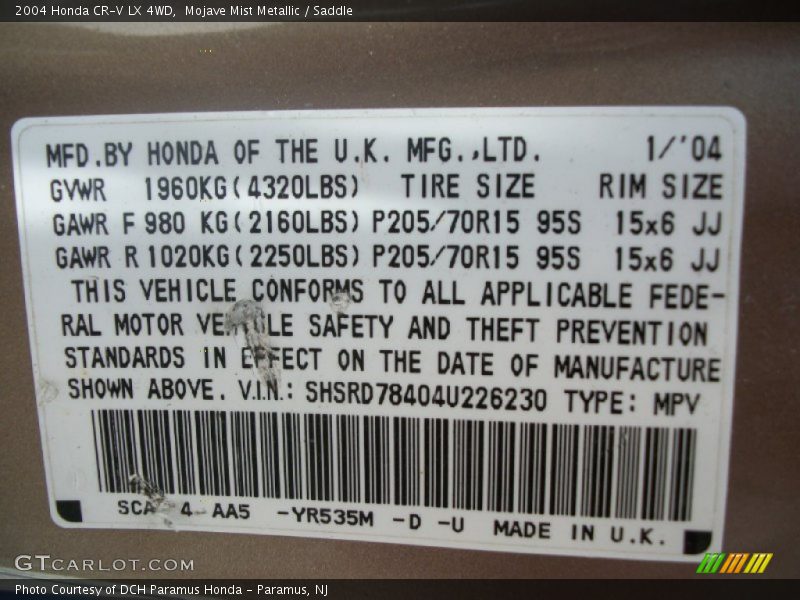 2004 Honda CR-V LX 4WD, Mojave Mist Metallic / Saddle
MFD.BY HONDA OF THE U.K. MFG.,LTD. 1/'04
GVWR 1960KG(4320LBS) TIRE SIZE RIM SIZE
GAWR F 980 KG(2160LBS) P205/70R15 95S 15x6 JJ
GAWR R 1020KG(2250LBS) P205/70R15 95S 15x6 JJ
THIS VEHICLE CONFORMS TO ALL APPLICABLE FEDE-
RAL MOTOR VEHICLE SAFETY AND THEFT PREVENTION
STANDARDS IN EFFECT ON THE DATE OF MANUFACTURE
SHOWN ABOVE. V.I.N.: SHSRD78404U226230 TYPE: MPV
SCA 4 AA5 -YR535M -D -U MADE IN U.K.
GTCARLOT.COM
Photo Courtesy of DCH Paramus Honda - Paramus, NJ